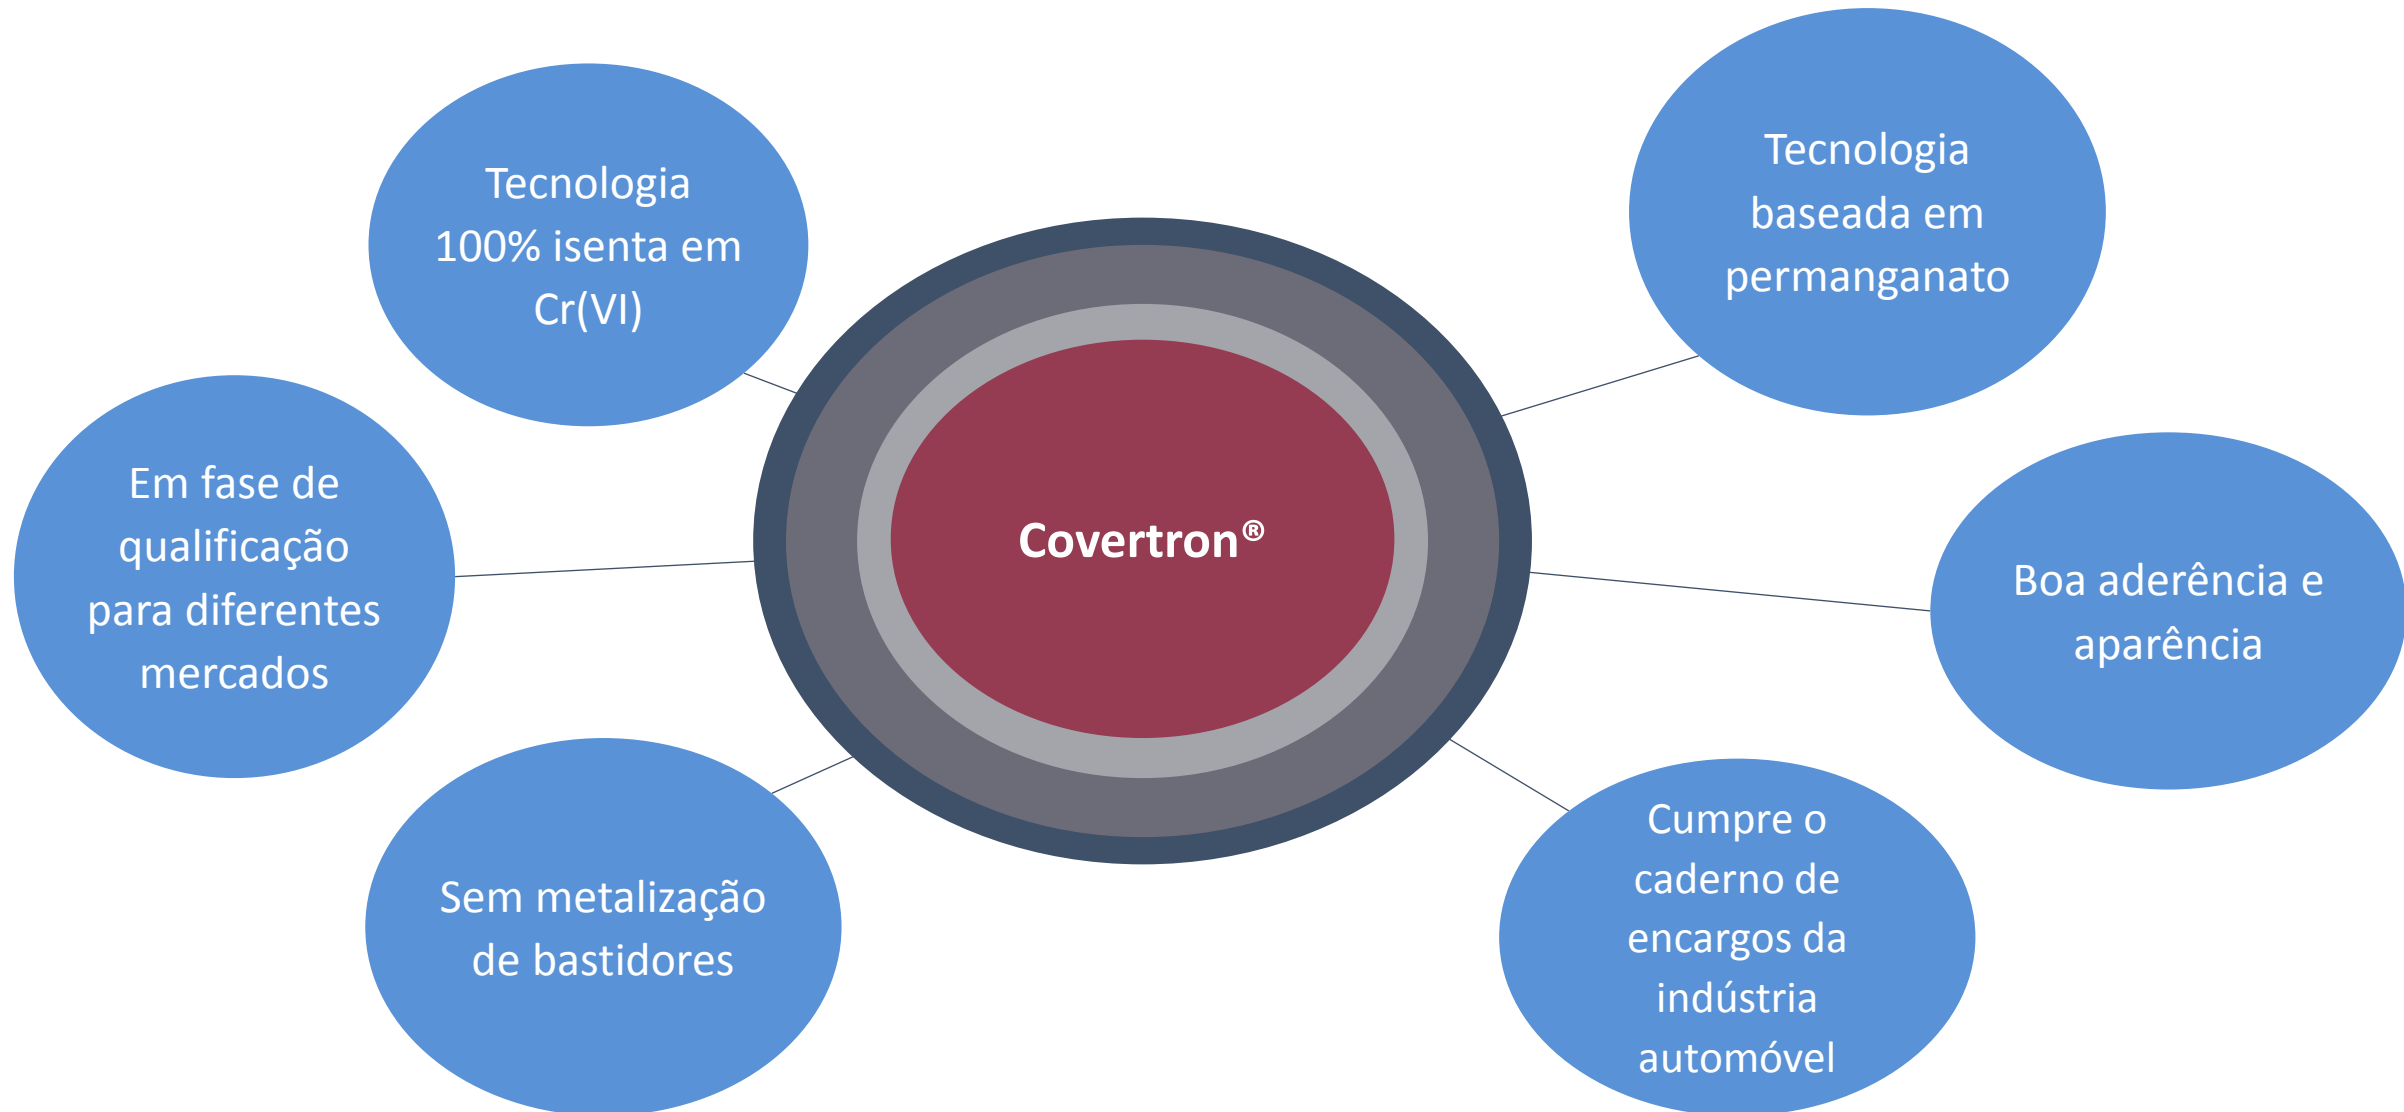 Tecnologia
100% isenta em
Cr(VI)
Tecnologia
baseada em
permanganato
Em fase de
qualificação
para diferentes
mercados
Covertron®
Boa aderência e
aparência
Sem metalização
de bastidores
Cumpre o
caderno de
encargos da
indústria
automóvel